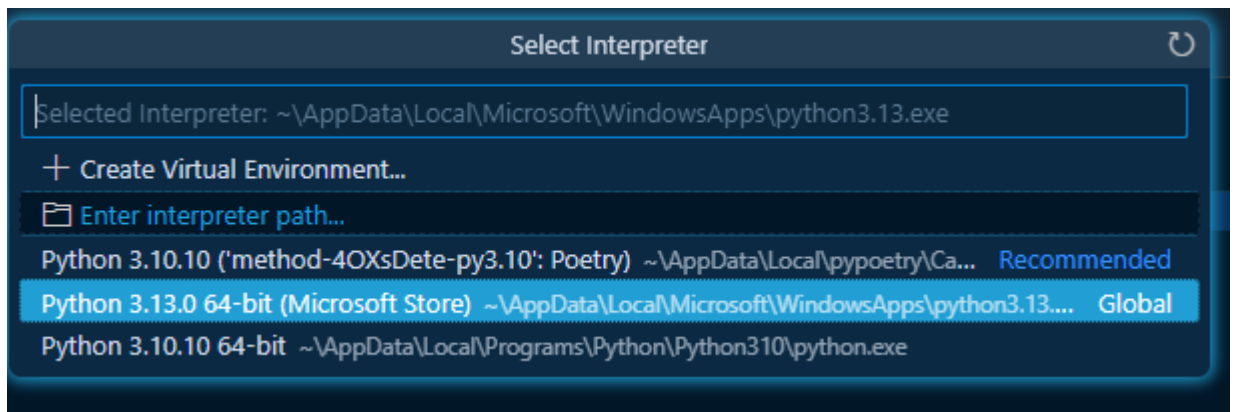 Select Interpreter
Selected Interpreter: ~\AppData\Local\Microsoft\WindowsApps\python3.13.exe
Create Virtual Environment...
Enter interpreter path...
Python 3.10.10 ('method-4OXsDete-py3.10': Poetry) ~\AppData\Local\pypoetry\Ca... Recommended
Python 3.13.0 64-bit (Microsoft Store) ~\AppData\Local\Microsoft\WindowsApps\python3.13.... Global
Python 3.10.10 64-bit ~\AppData\Local\Programs\Python\Python310\python.exe